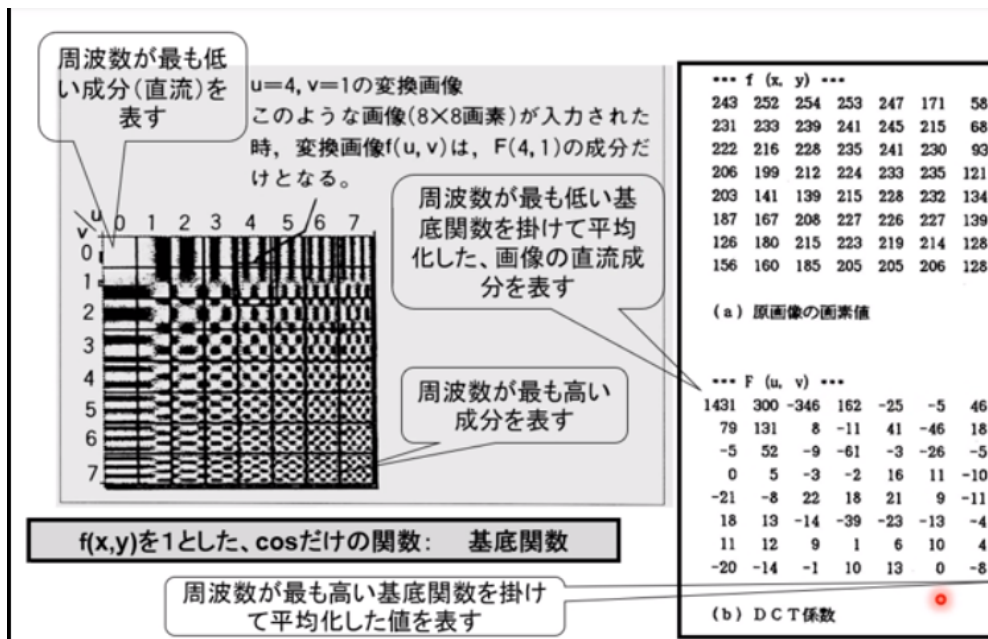 周波数が最も低
い成分(直流)を
表す
u=4, v=1の変換画像
このような画像(8×8画素)が入力された
時, 変換画像f(u, v)は, F(4, 1)の成分だ
けとなる。
周波数が最も低い基
底関数を掛けて平均
化した、画像の直流成
分を表す
u
v
0 1 2 3 4 5 6 7
0
1
2
3
4
5
6
7
周波数が最も高い
成分を表す
f(x,y)を1とした、cosだけの関数: 基底関数
周波数が最も高い基底関数を掛け
て平均化した値を表す
--- f (x, y) ---
243 252 254 253 247 171 58
231 233 239 241 245 215 68
222 216 228 235 241 230 93
206 199 212 224 233 235 121
203 141 139 215 228 232 134
187 167 208 227 226 227 139
126 180 215 223 219 214 128
156 160 185 205 205 206 128
(a) 原画像の画素値
--- F (u, v) ---
1431 300 -346 162 -25 -5 46
79 131 8 -11 41 -46 18
-5 52 -9 -61 -3 -26 -5
0 5 -3 -2 16 11 -10
-21 -8 22 18 21 9 -11
18 13 -14 -39 -23 -13 -4
11 12 9 1 6 10 4
-20 -14 -1 10 13 0 -8
(b) DCT係数